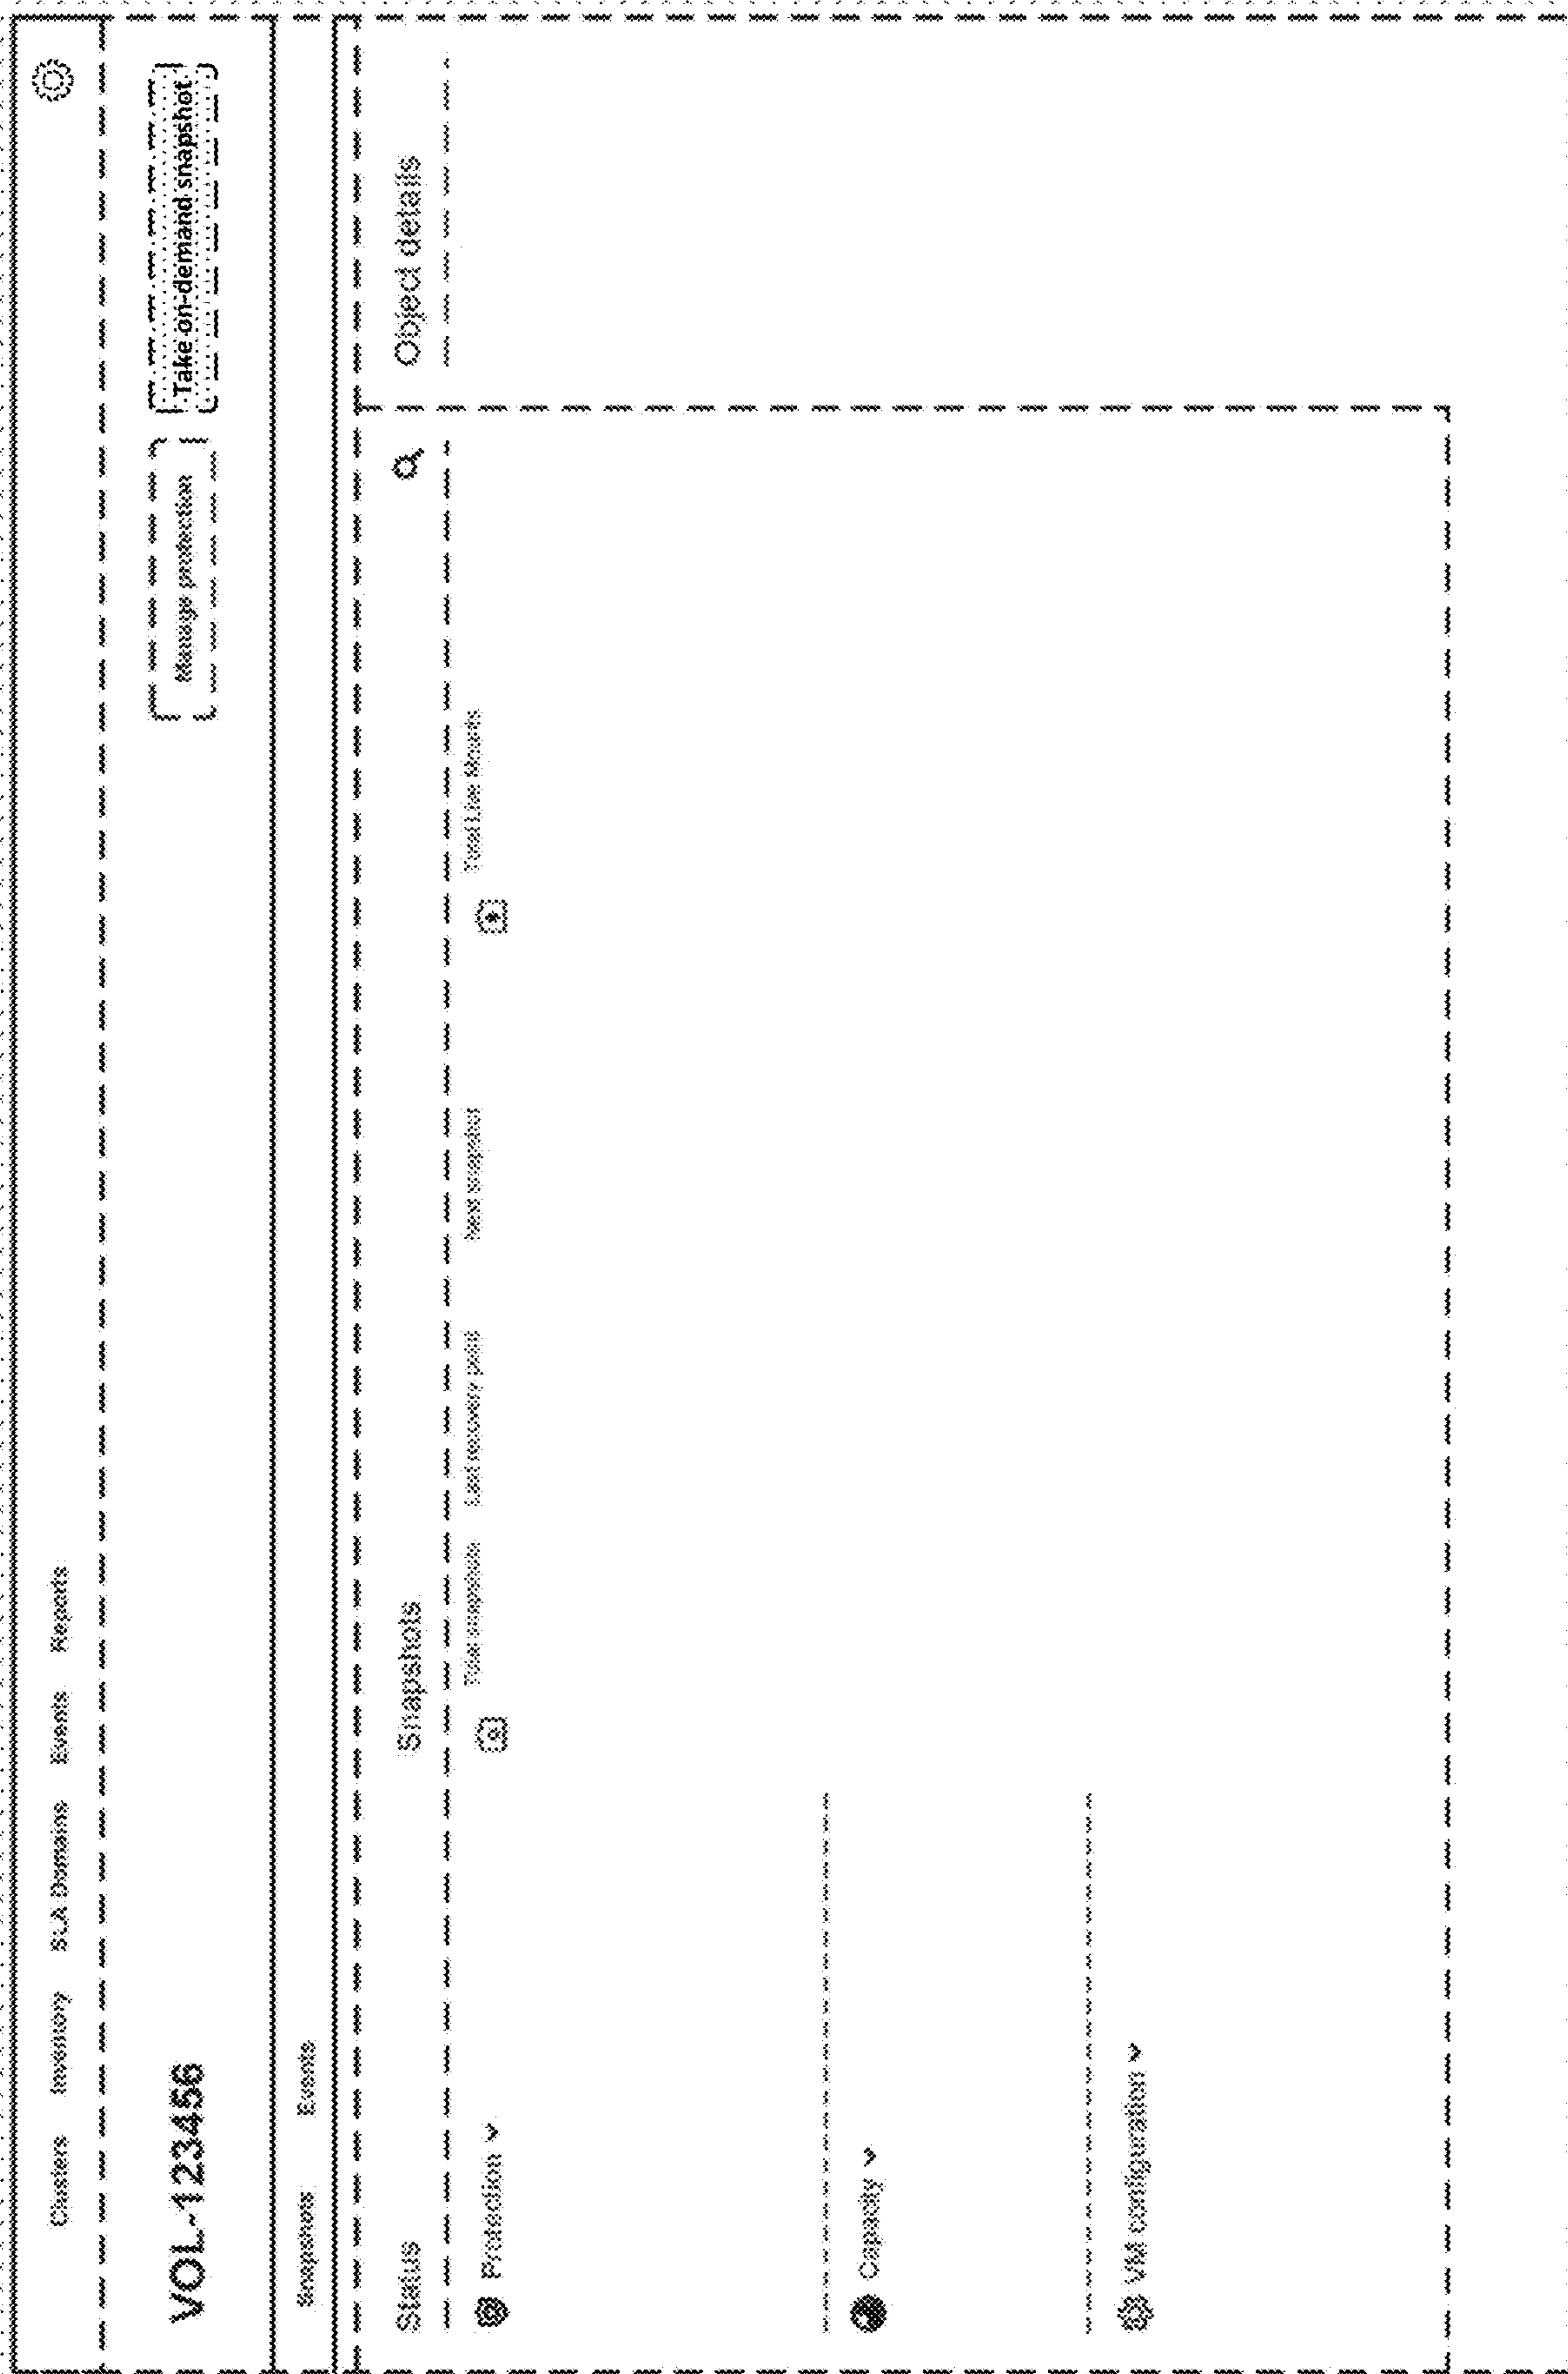 Clusters Inventory SLA Domains Events Reports
VOL-123456 Manage protection Take on-demand snapshot
Snapshots Events
Status Snapshots Object details
Protection Total snapshots Last recovery point Next snapshot Total Live Mounts
Capacity
VM configuration